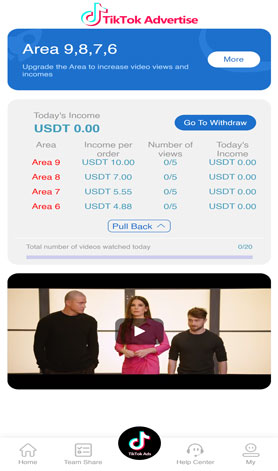 TikTok Advertise
Area 9,8,7,6
More
Upgrade the Area to increase video views and
incomes
Today's Income
USDT 0.00
Go To Withdraw
Area Income per order Number of views Today's Income
Area 9 USDT 10.00 0/5 USDT 0.00
Area 8 USDT 7.00 0/5 USDT 0.00
Area 7 USDT 5.55 0/5 USDT 0.00
Area 6 USDT 4.88 0/5 USDT 0.00
Pull Back
Total number of videos watched today 0/20
TikTok Ads
Home Team Share Help Center My